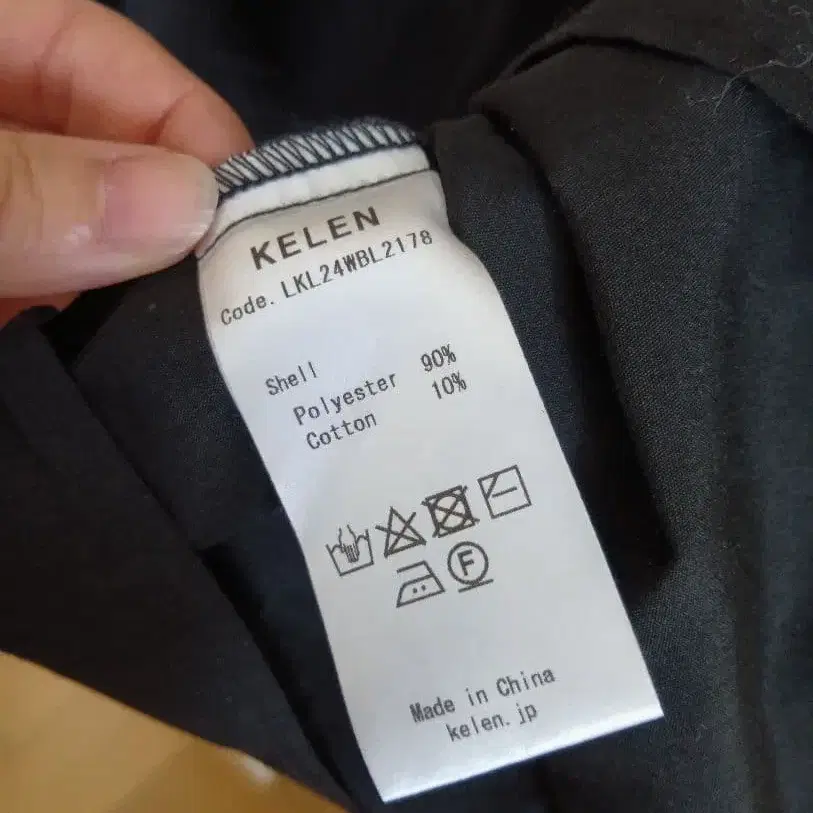 KELEN
Code. LKL24WBL2178
Shell
Polyester 90%
Cotton 10%
F
Made in China
kelen.jp